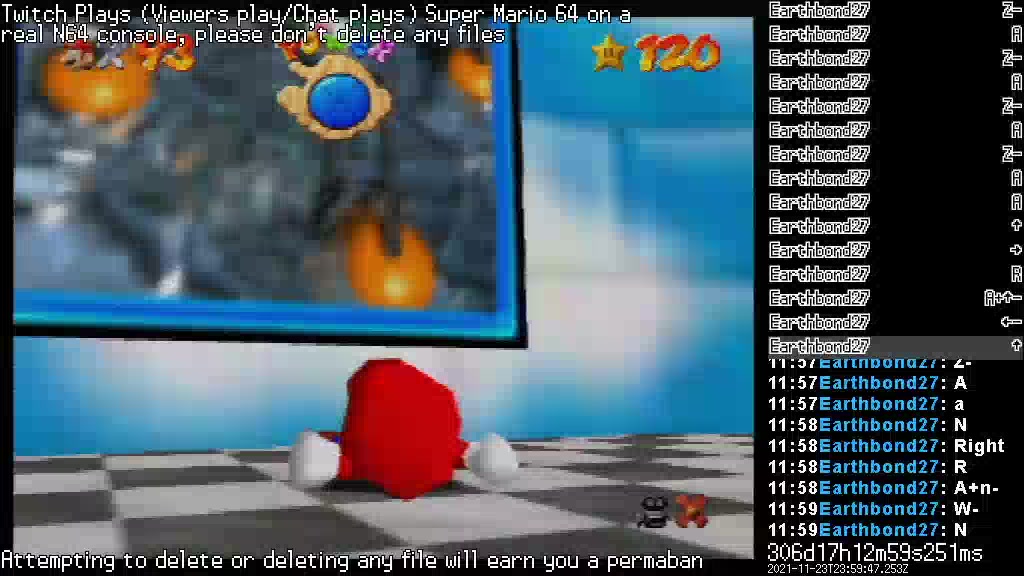 Twitch Plays (Viewers play/Chat plays) Super Mario 64 on a
real N64 console, please don't delete any files
120
Attempting to delete or deleting any file will earn you a permaban
Earthbond27 Z-
Earthbond27 A
Earthbond27 Z-
Earthbond27 A
Earthbond27 Z-
Earthbond27 A
Earthbond27 Z-
Earthbond27 A
Earthbond27 A
Earthbond27 ↑
Earthbond27 →
Earthbond27 R
Earthbond27 A+↑-
Earthbond27 ←-
Earthbond27 ↑
11:57Earthbond27: Z-
11:57Earthbond27: A
11:57Earthbond27: a
11:58Earthbond27: N
11:58Earthbond27: Right
11:58Earthbond27: R
11:58Earthbond27: A+n-
11:59Earthbond27: W-
11:59Earthbond27: N
306d17h12m59s251ms
2021-11-23T23:59:47.253Z